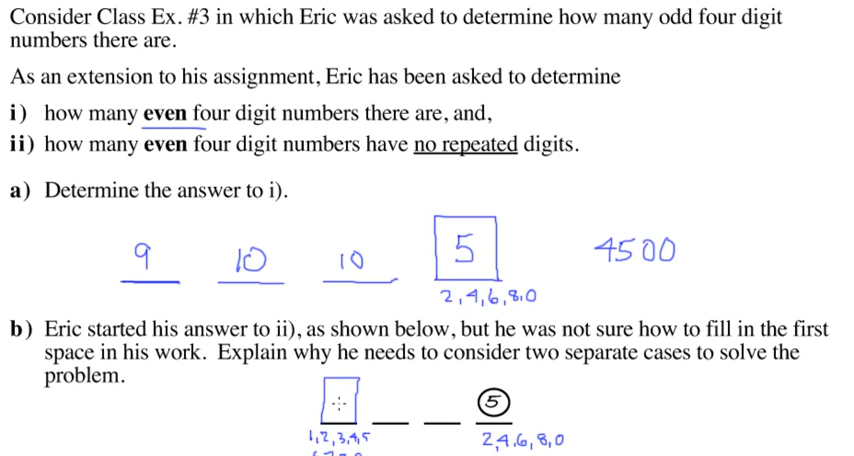 Consider Class Ex. #3 in which Eric was asked to determine how many odd four digit
numbers there are.
As an extension to his assignment, Eric has been asked to determine
i) how many even four digit numbers there are, and,
ii) how many even four digit numbers have no repeated digits.
a) Determine the answer to i).
9 10 10 5 4500
2,4,6,8,0
b) Eric started his answer to ii), as shown below, but he was not sure how to fill in the first
space in his work. Explain why he needs to consider two separate cases to solve the
problem.
5
1,2,3,4,5 2,4,6,8,0